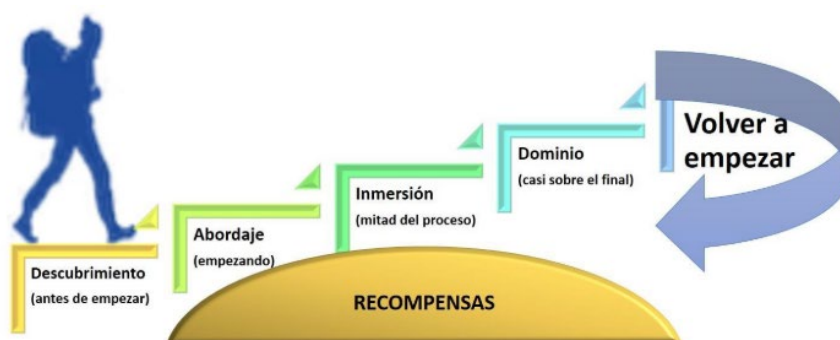 Descubrimiento
(antes de empezar)
Abordaje
(empezando)
Inmersión
(mitad del proceso)
Dominio
(casi sobre el final)
Volver a
empezar
RECOMPENSAS